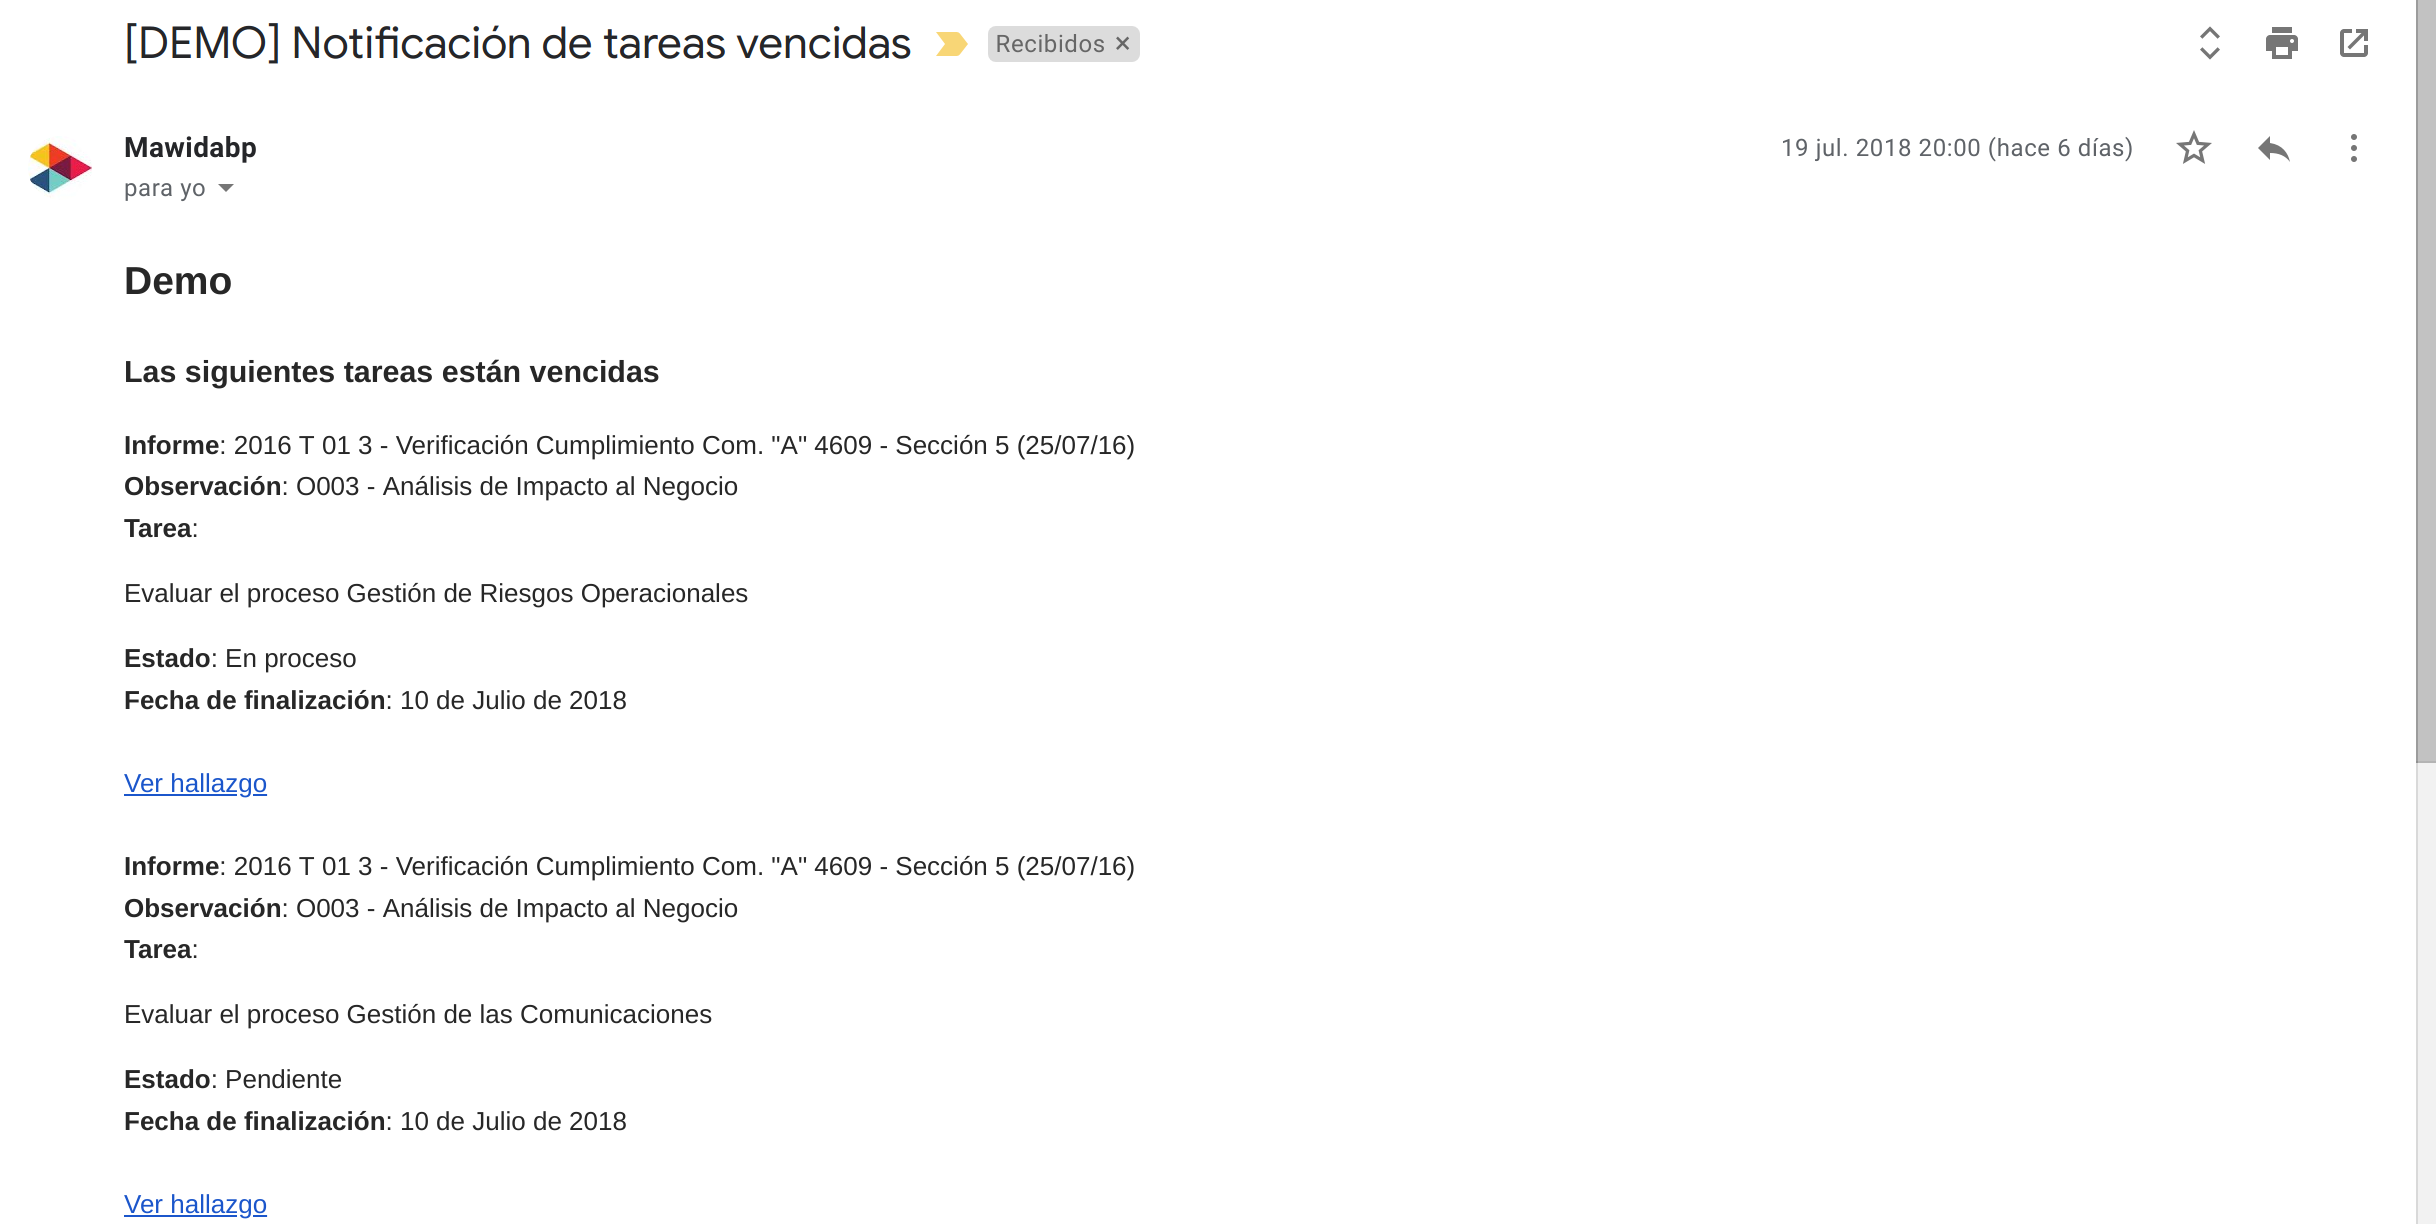 [DEMO] Notificación de tareas vencidas Recibidos ×
Mawidabp 19 jul. 2018 20:00 (hace 6 días)
para yo
Demo
Las siguientes tareas están vencidas
Informe: 2016 T 01 3 - Verificación Cumplimiento Com. "A" 4609 - Sección 5 (25/07/16)
Observación: O003 - Análisis de Impacto al Negocio
Tarea:
Evaluar el proceso Gestión de Riesgos Operacionales
Estado: En proceso
Fecha de finalización: 10 de Julio de 2018
Ver hallazgo
Informe: 2016 T 01 3 - Verificación Cumplimiento Com. "A" 4609 - Sección 5 (25/07/16)
Observación: O003 - Análisis de Impacto al Negocio
Tarea:
Evaluar el proceso Gestión de las Comunicaciones
Estado: Pendiente
Fecha de finalización: 10 de Julio de 2018
Ver hallazgo